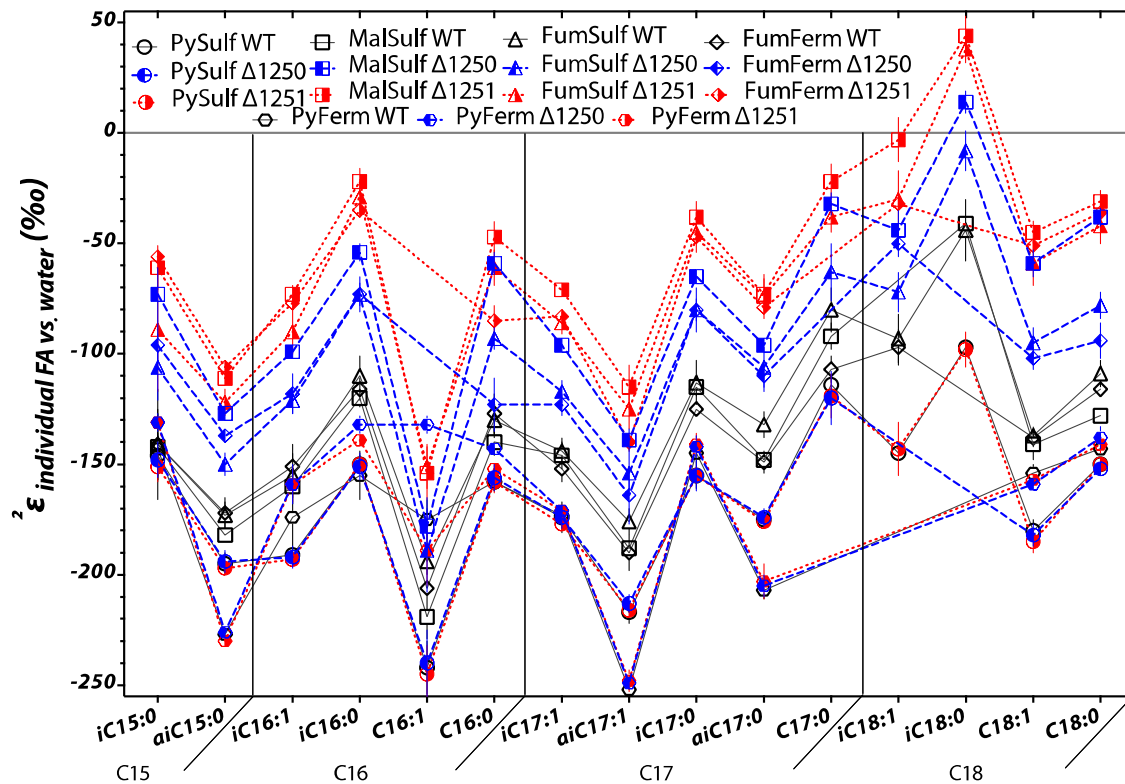 50
0
-50
-100
-150
-200
-250
²ε individual FA vs. water (‰)
PySulf WT MalSulf WT FumSulf WT FumFerm WT
PySulf Δ1250 MalSulf Δ1250 FumSulf Δ1250 FumFerm Δ1250
PySulf Δ1251 MalSulf Δ1251 FumSulf Δ1251 FumFerm Δ1251
PyFerm WT PyFerm Δ1250 PyFerm Δ1251
iC15:0 aiC15:0 iC16:1 iC16:0 C16:1 C16:0 iC17:1 aiC17:1 iC17:0 aiC17:0 C17:0 iC18:1 iC18:0 C18:1 C18:0
C15 C16 C17 C18